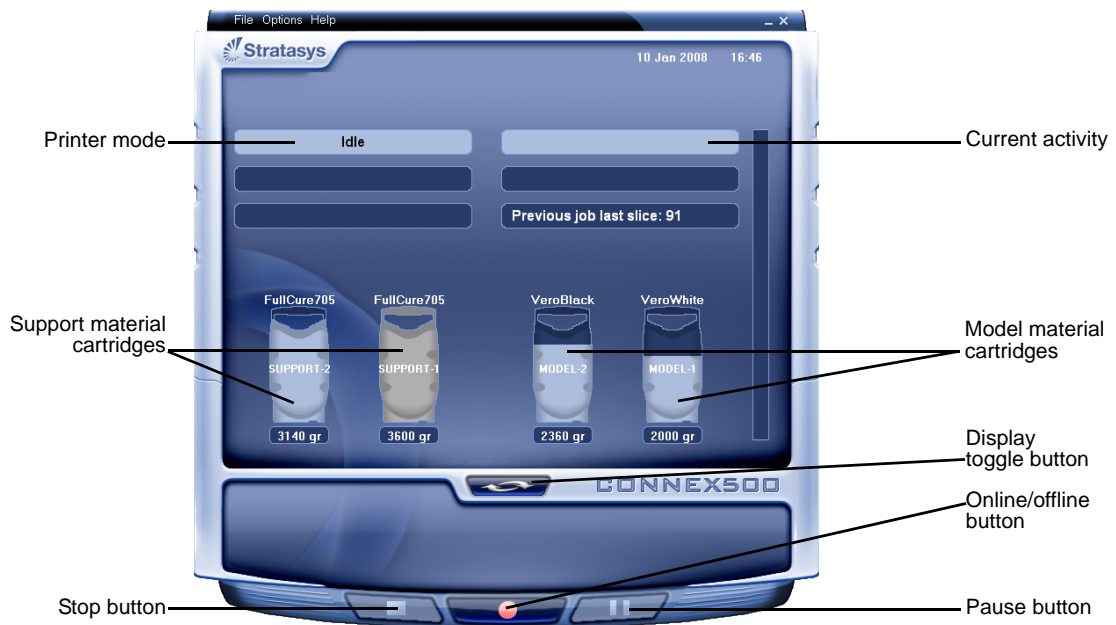 File Options Help
Stratasys
10 Jan 2008 16:46
Printer mode
Idle
Current activity
Previous job last slice: 91
FullCure705
FullCure705
VeroBlack
VeroWhite
Support material
cartridges
SUPPORT-2
SUPPORT-1
MODEL-2
MODEL-1
Model material
cartridges
3140 gr
3600 gr
2360 gr
2000 gr
Display
toggle button
CONNEX500
Online/offline
button
Stop button
Pause button